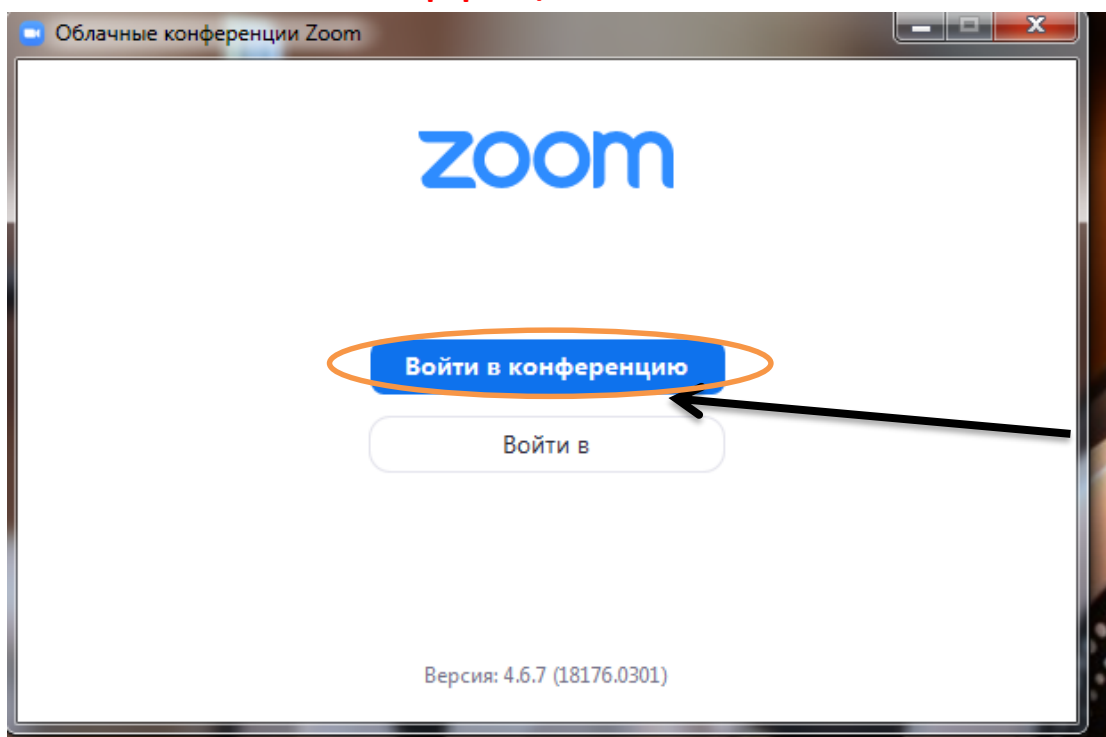 Облачные конференции Zoom
zoom
Войти в конференцию
Войти в
Версия: 4.6.7 (18176.0301)